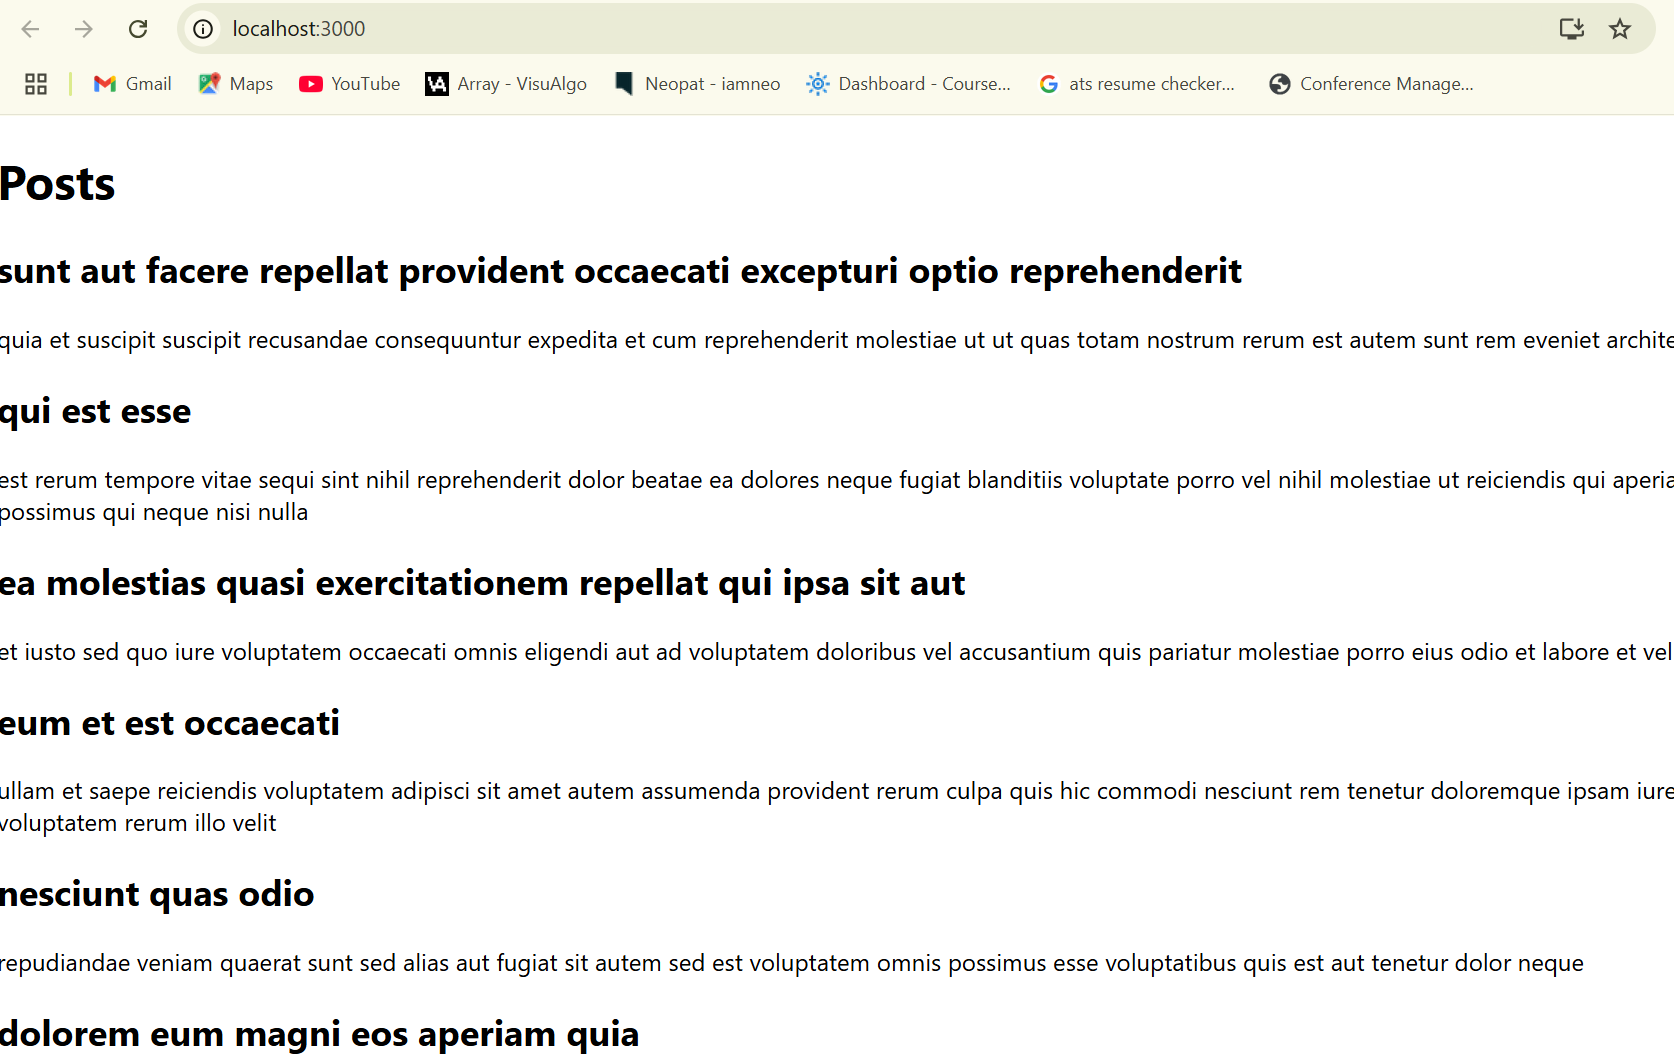 localhost:3000
Gmail Maps YouTube Array - VisuAlgo Neopat - iamneo Dashboard - Course... ats resume checker... Conference Manage...
Posts
sunt aut facere repellat provident occaecati excepturi optio reprehenderit
quia et suscipit suscipit recusandae consequuntur expedita et cum reprehenderit molestiae ut ut quas totam nostrum rerum est autem sunt rem eveniet archite
qui est esse
est rerum tempore vitae sequi sint nihil reprehenderit dolor beatae ea dolores neque fugiat blanditiis voluptate porro vel nihil molestiae ut reiciendis qui aperia
possimus qui neque nisi nulla
ea molestias quasi exercitationem repellat qui ipsa sit aut
et iusto sed quo iure voluptatem occaecati omnis eligendi aut ad voluptatem doloribus vel accusantium quis pariatur molestiae porro eius odio et labore et vel
eum et est occaecati
ullam et saepe reiciendis voluptatem adipisci sit amet autem assumenda provident rerum culpa quis hic commodi nesciunt rem tenetur doloremque ipsam iure
voluptatem rerum illo velit
nesciunt quas odio
repudiandae veniam quaerat sunt sed alias aut fugiat sit autem sed est voluptatem omnis possimus esse voluptatibus quis est aut tenetur dolor neque
dolorem eum magni eos aperiam quia